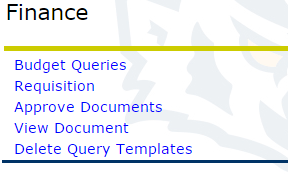 Finance
Budget Queries
Requisition
Approve Documents
View Document
Delete Query Templates